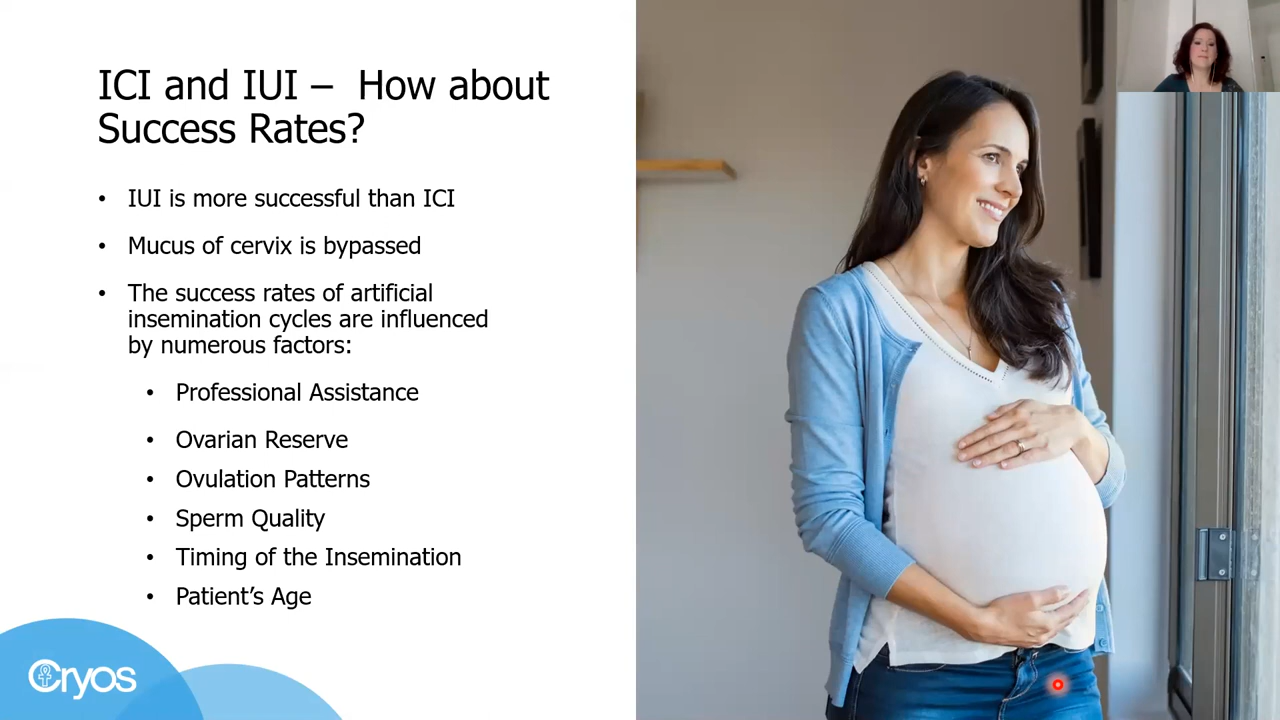 ICI and IUI – How about
Success Rates?
• IUI is more successful than ICI
• Mucus of cervix is bypassed
• The success rates of artificial
insemination cycles are influenced
by numerous factors:
• Professional Assistance
• Ovarian Reserve
• Ovulation Patterns
• Sperm Quality
• Timing of the Insemination
• Patient’s Age
Cryos